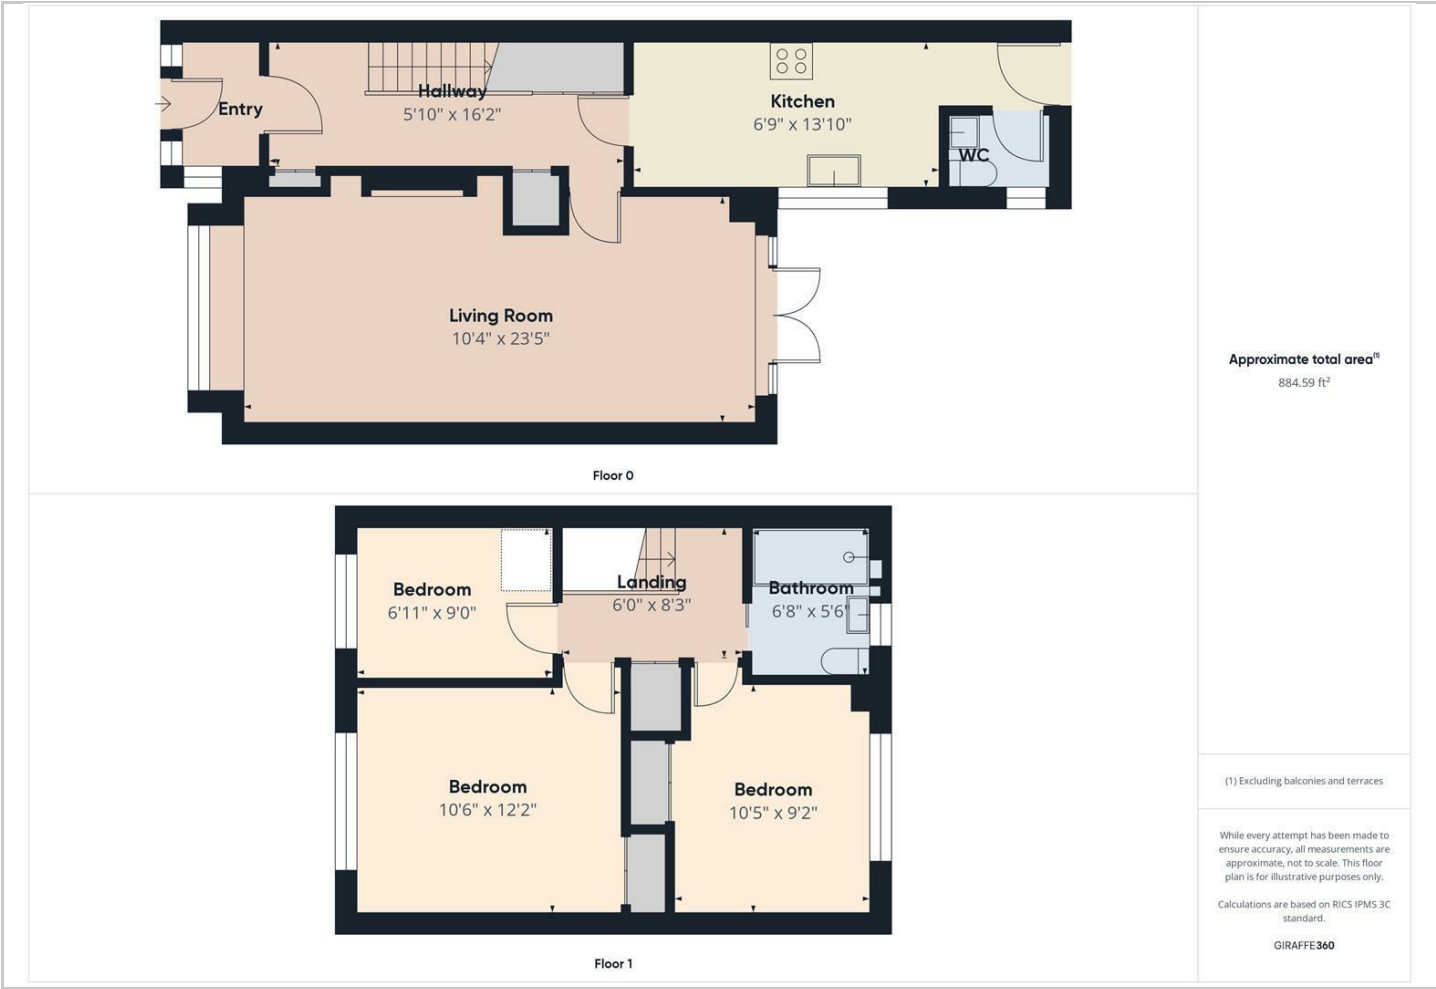 Entry
Hallway
5'10" x 16'2"
Kitchen
6'9" x 13'10"
WC
Living Room
10'4" x 23'5"
Floor 0
Bedroom
6'11" x 9'0"
Landing
6'0" x 8'3"
Bathroom
6'8" x 5'6"
Bedroom
10'6" x 12'2"
Bedroom
10'5" x 9'2"
Floor 1
Approximate total area(1)
884.59 ft²
(1) Excluding balconies and terraces
While every attempt has been made to
ensure accuracy, all measurements are
approximate, not to scale. This floor
plan is for illustrative purposes only.
Calculations are based on RICS IPMS 3C
standard.
GIRAFFE360